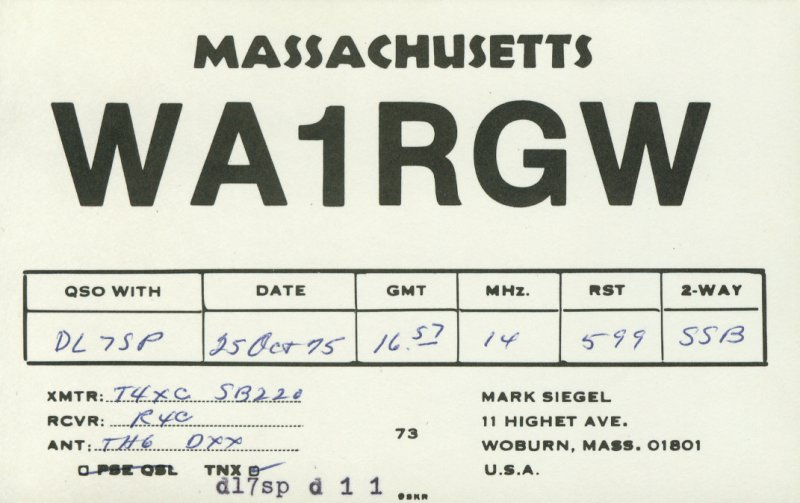 MASSACHUSETTS
WA1RGW
QSO WITH DATE GMT MHz. RST 2-WAY
DL7SP 25 Oct 75 16.57 14 599 SSB
XMTR: T4XC SB220
RCVR: R4C
ANT: TH6 DXX
PSE QSL TNX
73
MARK SIEGEL
11 HIGHET AVE.
WOBURN, MASS. 01801
U.S.A.
dl7sp d 1 1
SKR